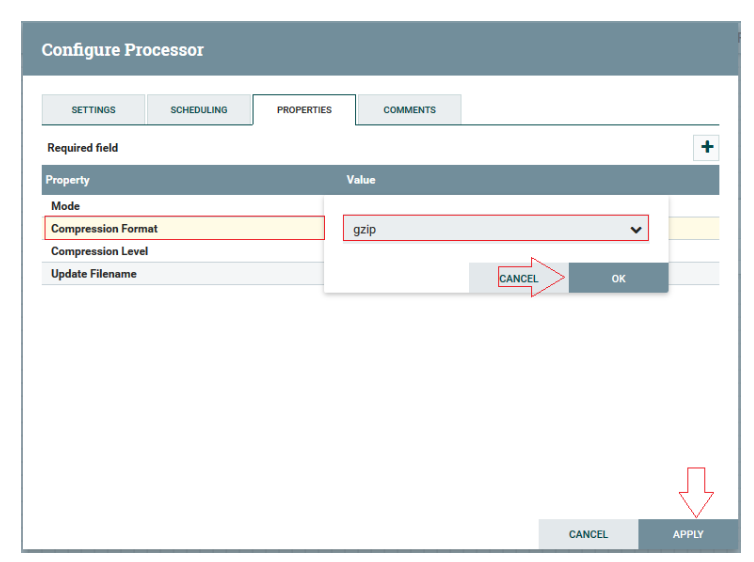 Configure Processor
SETTINGS SCHEDULING PROPERTIES COMMENTS
Required field
Property Value
Mode
Compression Format gzip
Compression Level
Update Filename
CANCEL OK
CANCEL APPLY